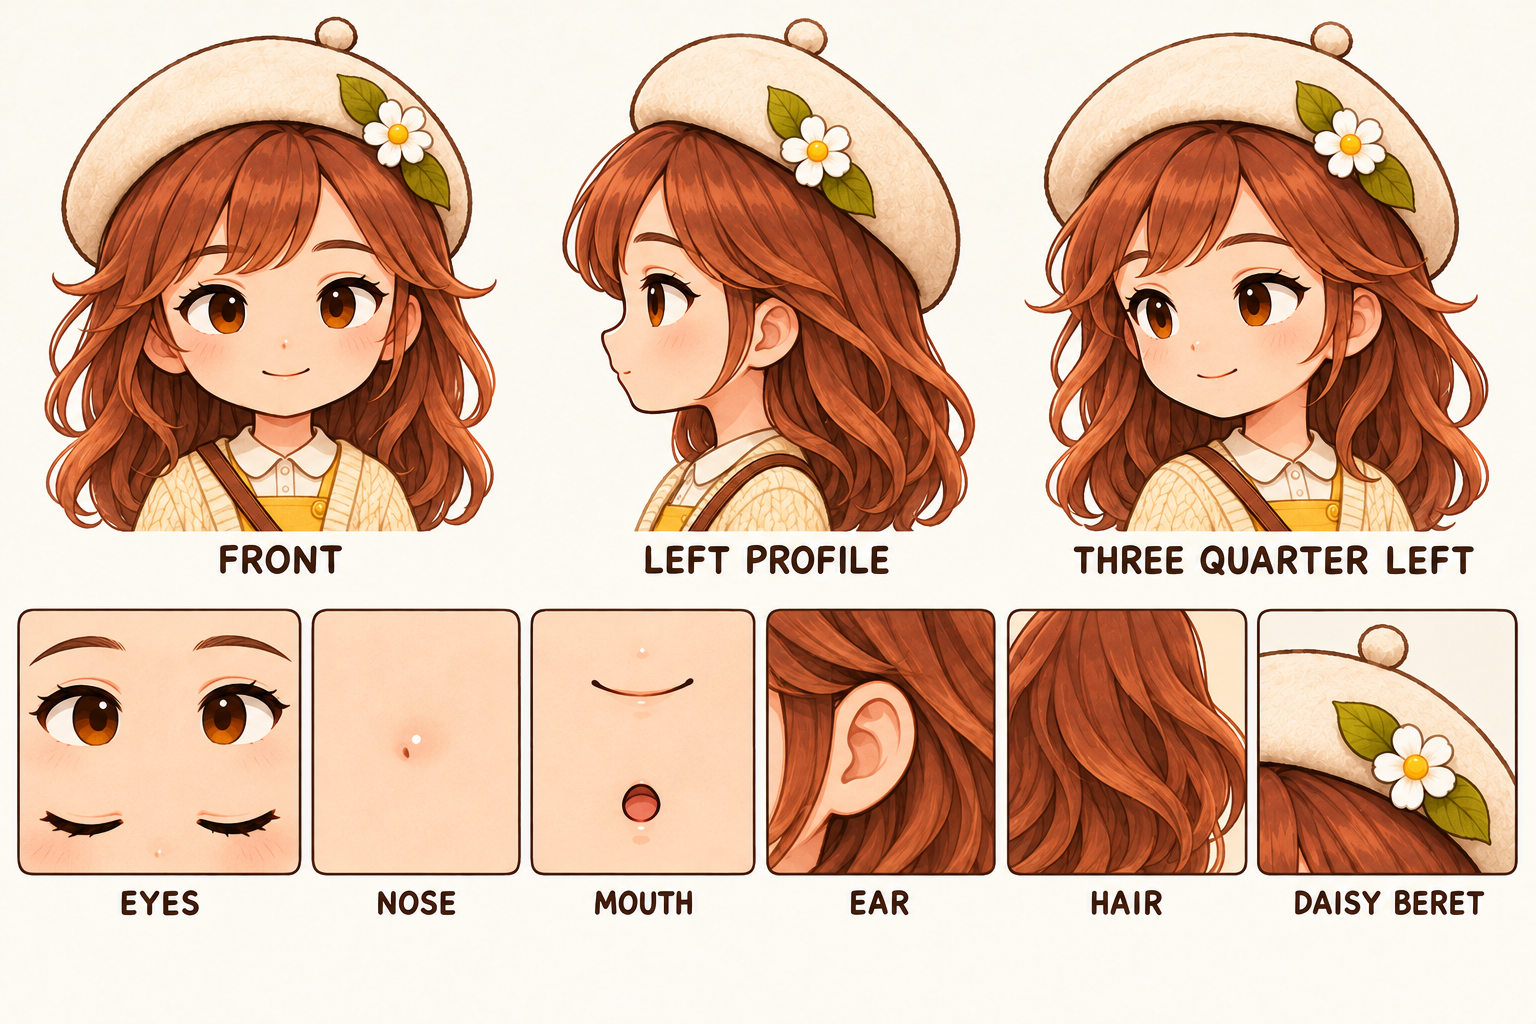 FRONT
LEFT PROFILE
THREE QUARTER LEFT
EYES
NOSE
MOUTH
EAR
HAIR
DAISY BERET